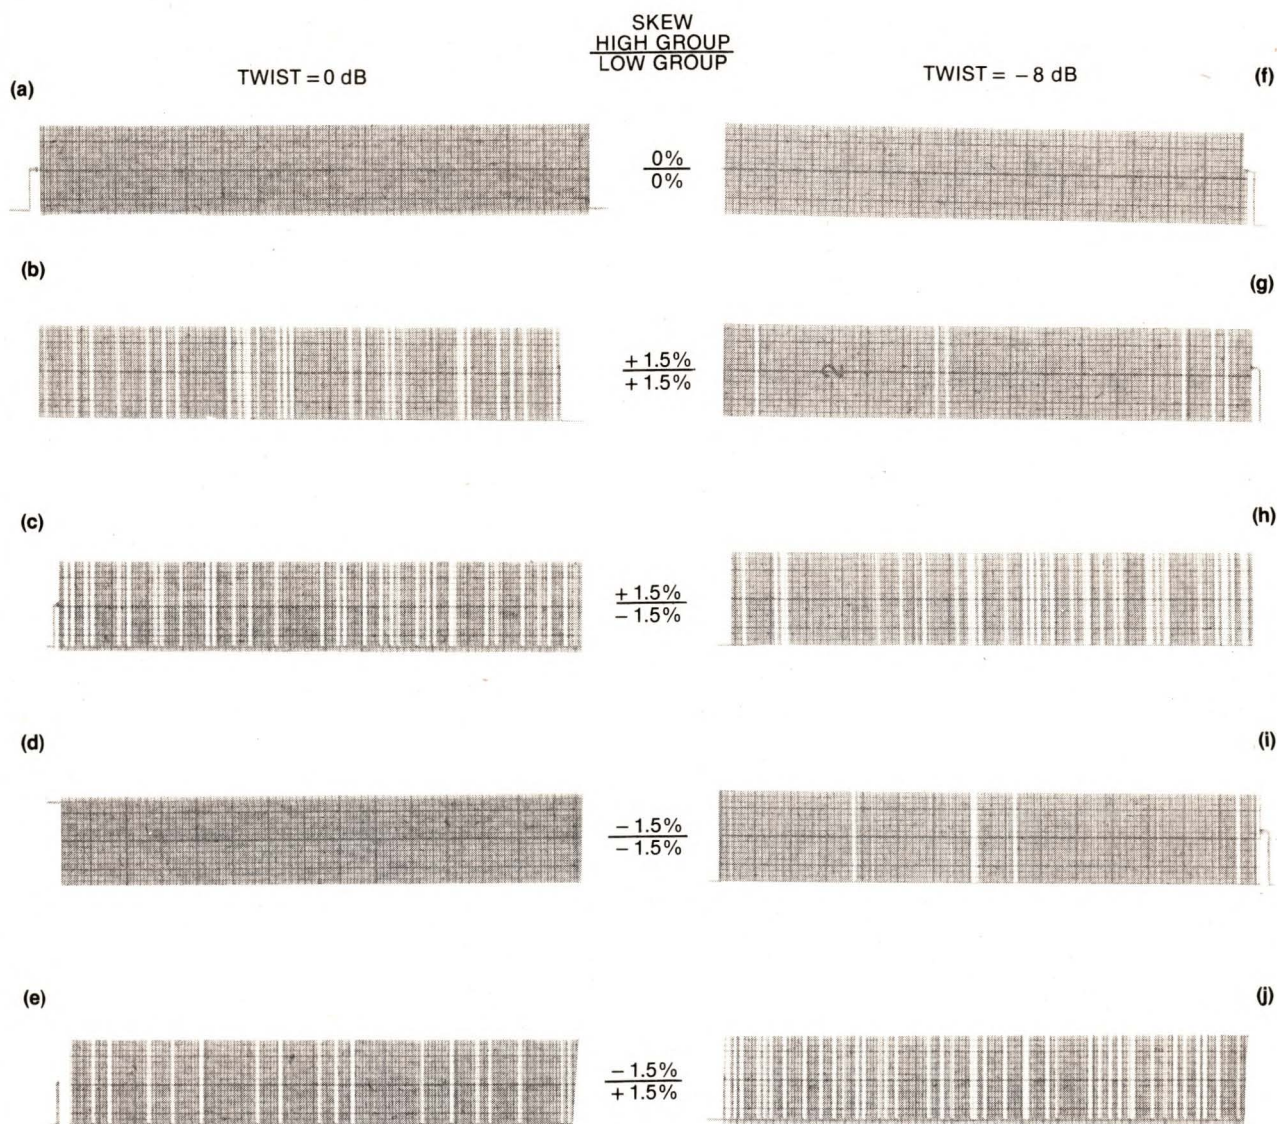 SKEW
HIGH GROUP
LOW GROUP
TWIST = 0 dB
TWIST = – 8 dB
(a)
(f)
0%
0%
(b)
(g)
+ 1.5%
+ 1.5%
2
(c)
(h)
+ 1.5%
– 1.5%
(d)
(i)
– 1.5%
– 1.5%
(e)
(j)
– 1.5%
+ 1.5%